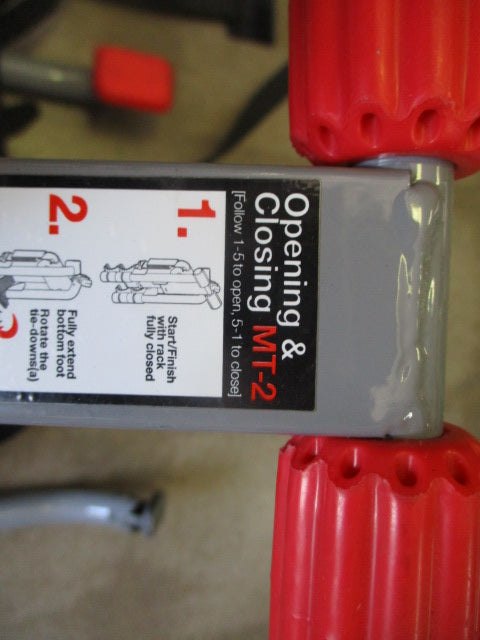 Opening &
Closing MT-2
[Follow 1-5 to open, 5-1 to close]
1.
Start/Finish
with rack
fully closed
2.
Fully extend
bottom foot
Rotate the
tie-downs(a)